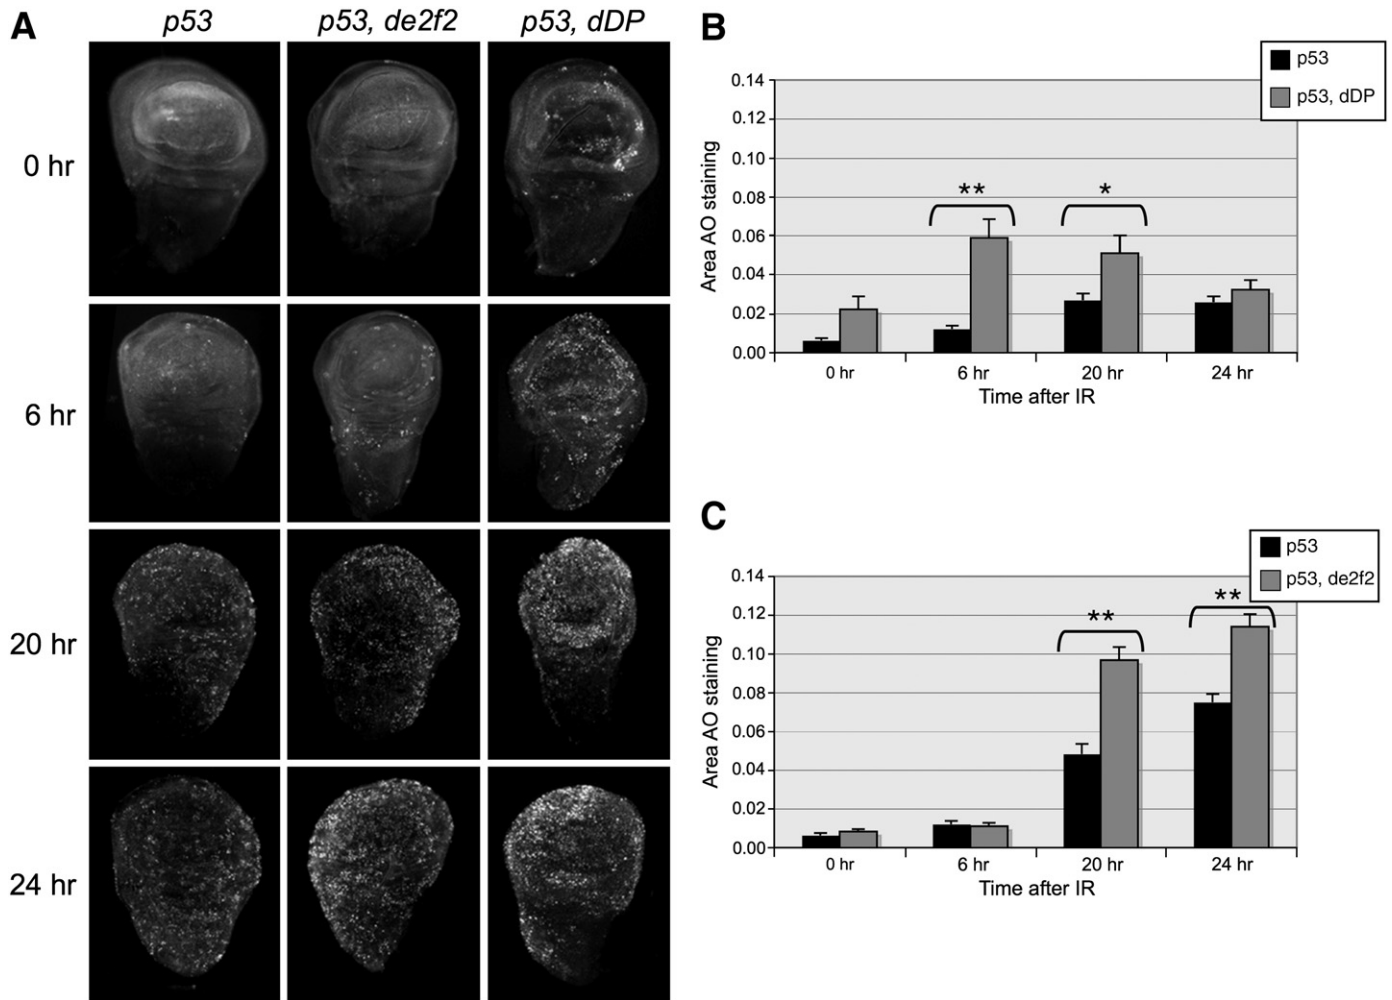 A
p53
p53, de2f2
p53, dDP
0 hr
6 hr
20 hr
24 hr
B
p53
p53, dDP
0.14
0.12
0.10
0.08
0.06
0.04
0.02
0.00
Area AO staining
**
*
0 hr
6 hr
20 hr
24 hr
Time after IR
C
p53
p53, de2f2
0.14
0.12
0.10
0.08
0.06
0.04
0.02
0.00
Area AO staining
**
**
0 hr
6 hr
20 hr
24 hr
Time after IR